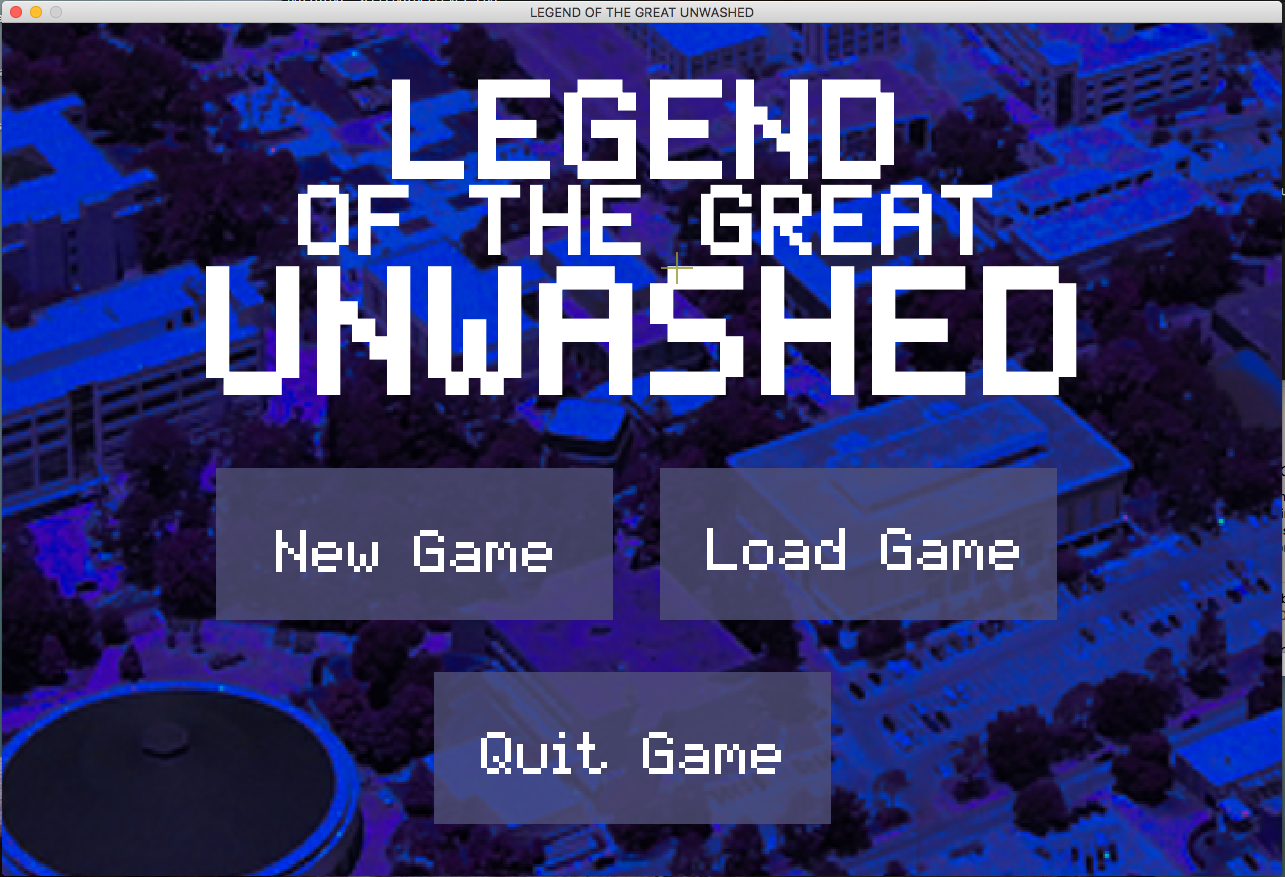 LEGEND OF THE GREAT UNWASHED
LEGEND
OF THE GREAT
UNWASHED
New Game
Load Game
Quit Game